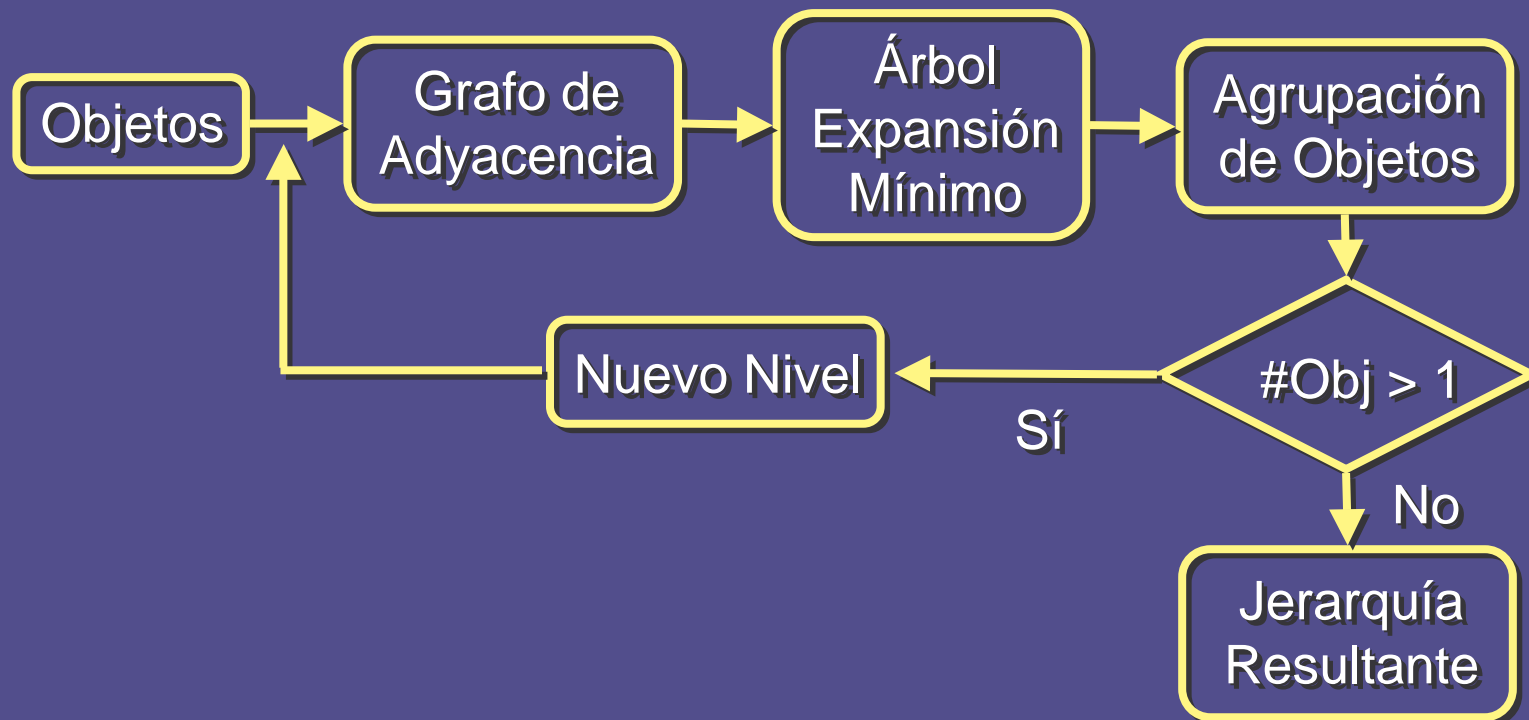 Objetos
Grafo de
Adyacencia
Árbol
Expansión
Mínimo
Agrupación
de Objetos
Nuevo Nivel
#Obj > 1
Sí
No
Jerarquía
Resultante